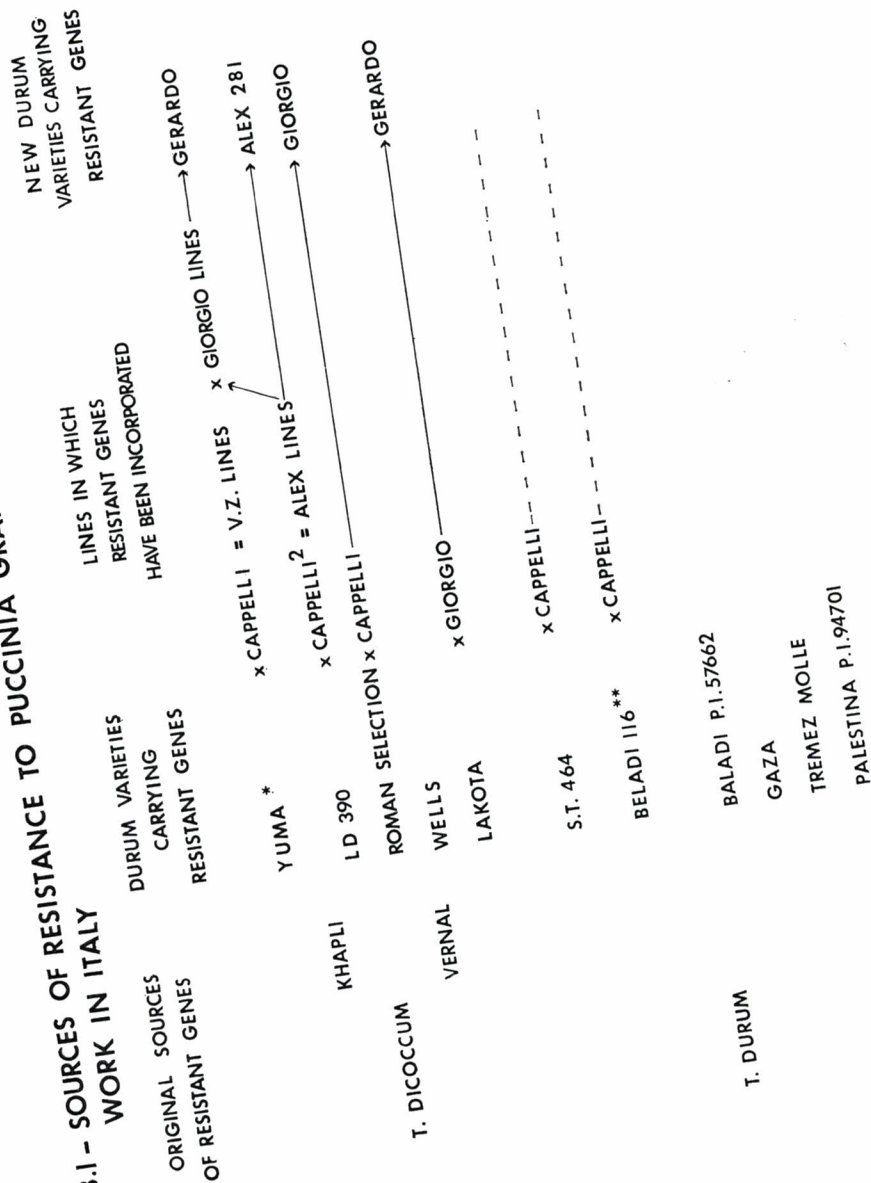 .1 - SOURCES OF RESISTANCE TO PUCCINIA
WORK IN ITALY
ORIGINAL SOURCES
OF RESISTANT GENES
DURUM VARIETIES
CARRYING
RESISTANT GENES
LINES IN WHICH
RESISTANT GENES
HAVE BEEN INCORPORATED
NEW DURUM
VARIETIES CARRYING
RESISTANT GENES
YUMA * x CAPPELLI = V.Z. LINES x GIORGIO LINES GERARDO
KHAPLI LD 390 x CAPPELLI² = ALEX LINES ALEX 281
ROMAN SELECTION x CAPPELLI GIORGIO
T. DICOCCUM
VERNAL WELLS x GIORGIO GERARDO
LAKOTA
S.T. 464 x CAPPELLI
BELADI 116 ** x CAPPELLI
T. DURUM
BALADI P.I.57662
GAZA
TREMEZ MOLLE
PALESTINA P.I.94701